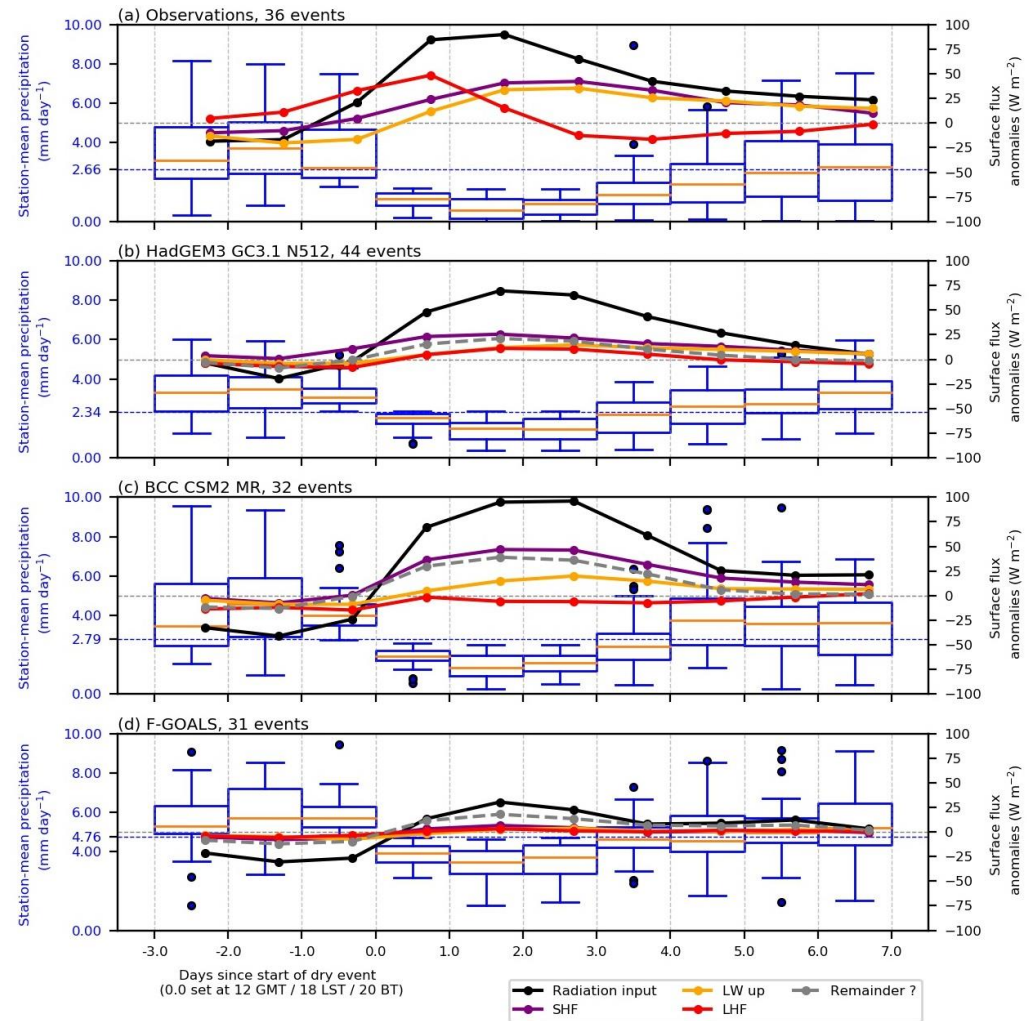 (a) Observations, 36 events
Station-mean precipitation
(mm day−1)
10.00
8.00
6.00
4.00
2.66
0.00
100
75
50
25
0
−25
−50
−75
−100
Surface flux
anomalies (W m−2)
(b) HadGEM3 GC3.1 N512, 44 events
Station-mean precipitation
(mm day−1)
10.00
8.00
6.00
4.00
2.34
0.00
100
75
50
25
0
−25
−50
−75
−100
Surface flux
anomalies (W m−2)
(c) BCC CSM2 MR, 32 events
Station-mean precipitation
(mm day−1)
10.00
8.00
6.00
4.00
2.79
0.00
100
75
50
25
0
−25
−50
−75
−100
Surface flux
anomalies (W m−2)
(d) F-GOALS, 31 events
Station-mean precipitation
(mm day−1)
10.00
8.00
6.00
4.76
4.00
0.00
100
75
50
25
0
−25
−50
−75
−100
Surface flux
anomalies (W m−2)
-3.0 -2.0 -1.0 0.0 1.0 2.0 3.0 4.0 5.0 6.0 7.0
Days since start of dry event
(0.0 set at 12 GMT / 18 LST / 20 BT)
Radiation input LW up Remainder ?
SHF LHF